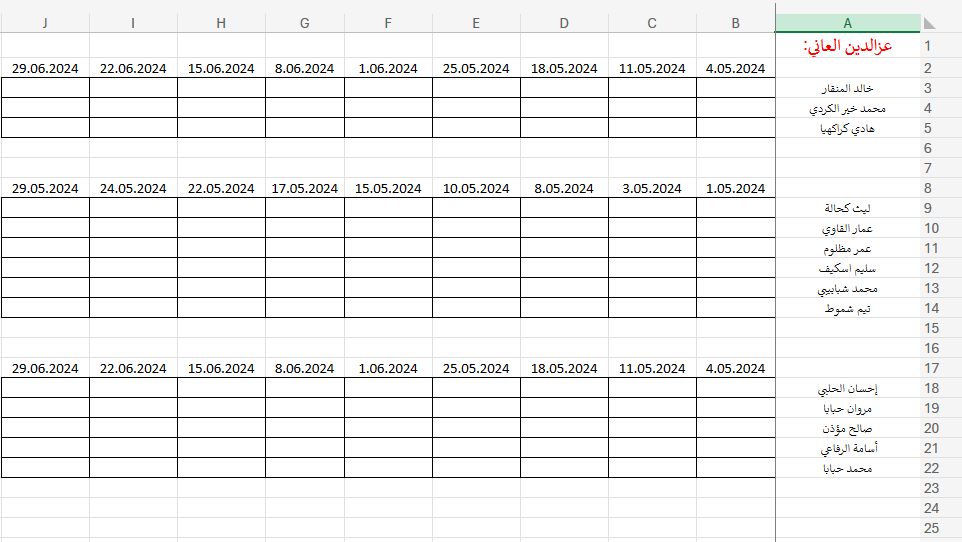 A B C D E F G H I J
1 عزالدين العاني:
2 4.05.2024 11.05.2024 18.05.2024 25.05.2024 1.06.2024 8.06.2024 15.06.2024 22.06.2024 29.06.2024
3 خالد المنقار
4 محمد خير الكردي
5 هادي كراكهيا
6
7
8 1.05.2024 3.05.2024 8.05.2024 10.05.2024 15.05.2024 17.05.2024 22.05.2024 24.05.2024 29.05.2024
9 ليث كحالة
10 عمار القاوي
11 عمر مظلوم
12 سليم اسكيف
13 محمد شبابيبي
14 تيم شموط
15
16
17 4.05.2024 11.05.2024 18.05.2024 25.05.2024 1.06.2024 8.06.2024 15.06.2024 22.06.2024 29.06.2024
18 إحسان الحلبي
19 مروان حبابا
20 صالح مؤذن
21 أسامة الرفاعي
22 محمد حبابا
23
24
25